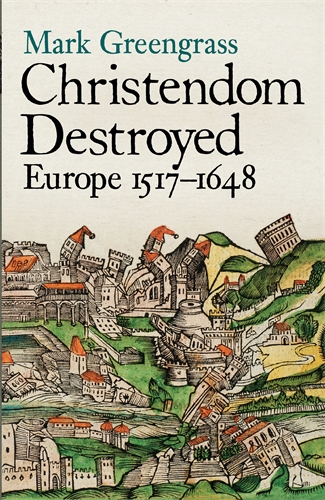 Mark Greengrass
Christendom
Destroyed
Europe 1517–1648